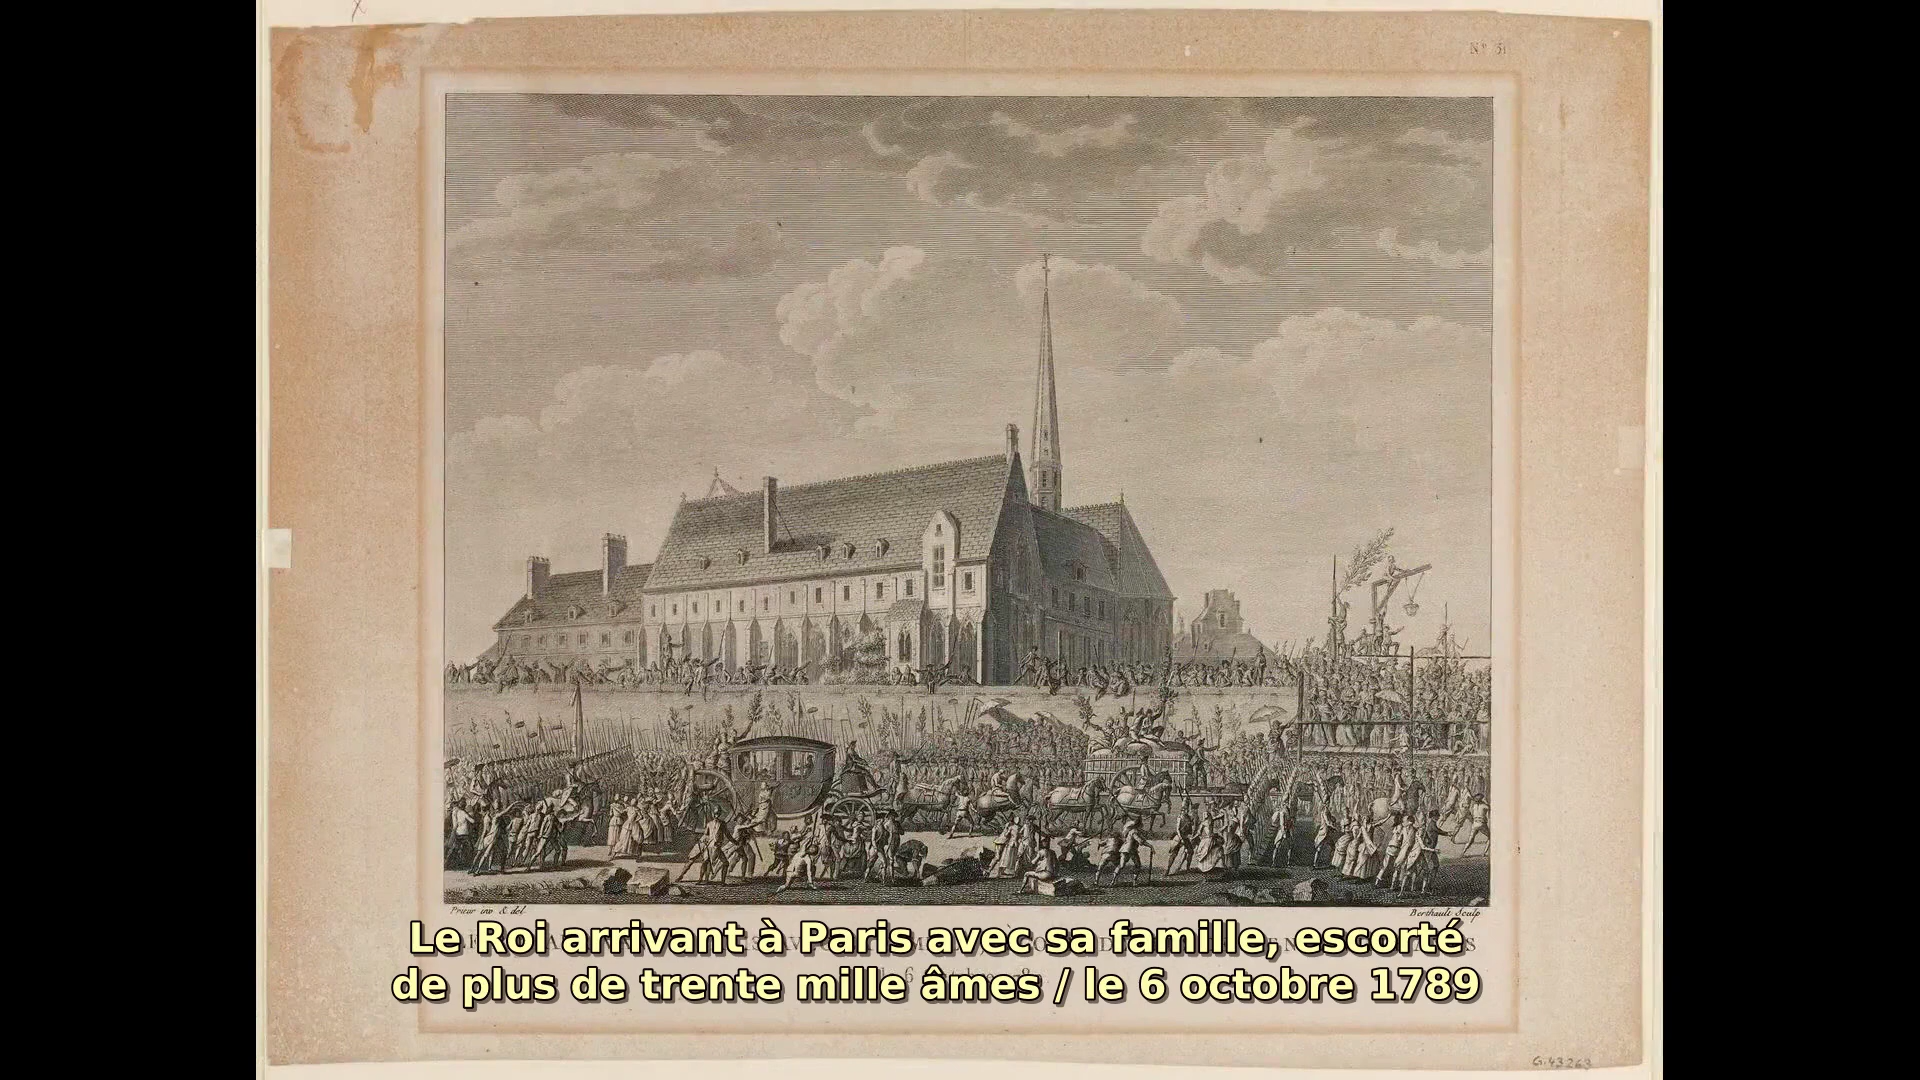 N° 31
Prieur inv & del.
Berthault Sculp
Le Roi arrivant à Paris avec sa famille, escorté
de plus de trente mille âmes / le 6 octobre 1789
G.43263